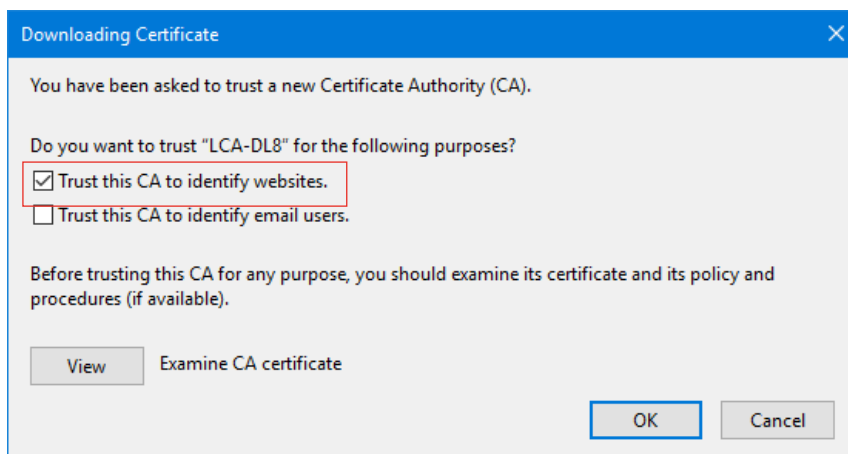 Downloading Certificate
You have been asked to trust a new Certificate Authority (CA).
Do you want to trust “LCA-DL8” for the following purposes?
Trust this CA to identify websites.
Trust this CA to identify email users.
Before trusting this CA for any purpose, you should examine its certificate and its policy and
procedures (if available).
View Examine CA certificate
OK Cancel